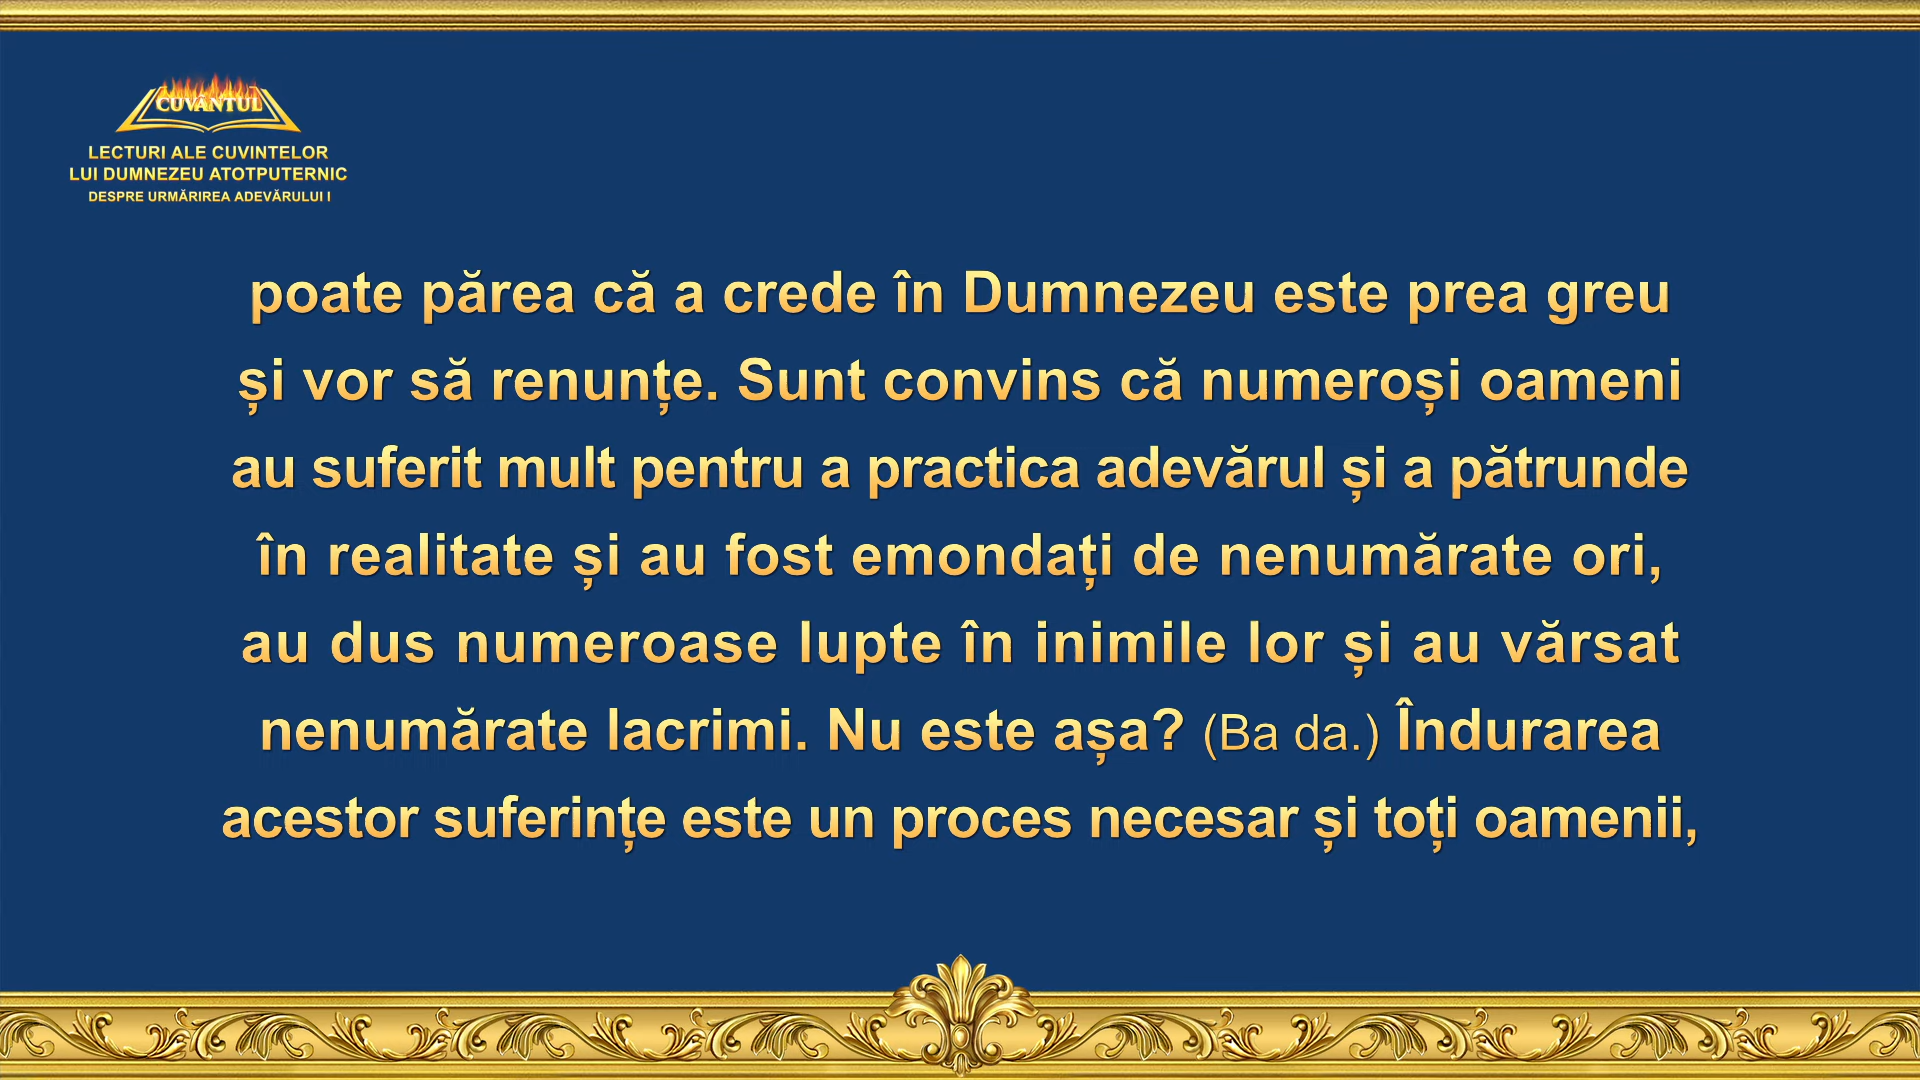 CUVÂNTUL
LECTURI ALE CUVINTELOR
LUI DUMNEZEU ATOTPUTERNIC
DESPRE URMĂRIREA ADEVĂRULUI I
poate părea că a crede în Dumnezeu este prea greu
și vor să renunțe. Sunt convins că numeroși oameni
au suferit mult pentru a practica adevărul și a pătrunde
în realitate și au fost emondați de nenumărate ori,
au dus numeroase lupte în inimile lor și au vărsat
nenumărate lacrimi. Nu este așa? (Ba da.) Îndurarea
acestor suferințe este un proces necesar și toți oamenii,